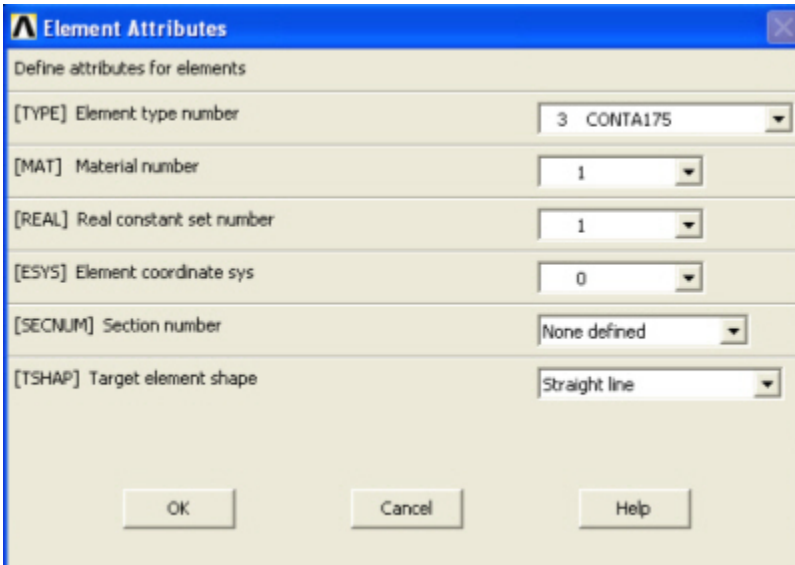 Element Attributes
Define attributes for elements
[TYPE] Element type number 3 CONTA175
[MAT] Material number 1
[REAL] Real constant set number 1
[ESYS] Element coordinate sys 0
[SECNUM] Section number None defined
[TSHAP] Target element shape Straight line
OK Cancel Help